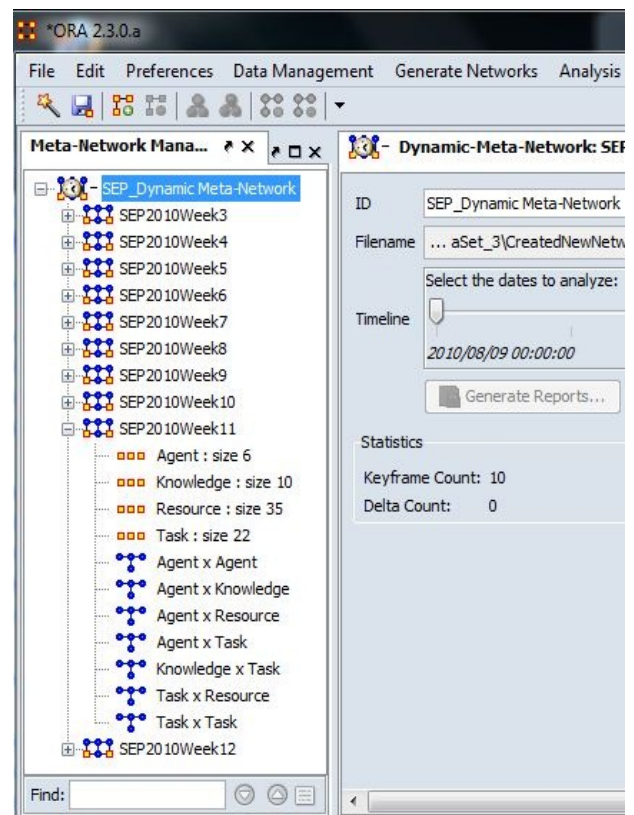 *ORA 2.3.0.a
File Edit Preferences Data Management Generate Networks Analysis
Meta-Network Mana...
Dynamic-Meta-Network: SEP
SEP_Dynamic Meta-Network
SEP2010Week3
SEP2010Week4
SEP2010Week5
SEP2010Week6
SEP2010Week7
SEP2010Week8
SEP2010Week9
SEP2010Week10
SEP2010Week11
Agent : size 6
Knowledge : size 10
Resource : size 35
Task : size 22
Agent x Agent
Agent x Knowledge
Agent x Resource
Agent x Task
Knowledge x Task
Task x Resource
Task x Task
SEP2010Week12
Find:
ID SEP_Dynamic Meta-Network
Filename ... aSet_3\CreatedNewNetw
Select the dates to analyze:
Timeline
2010/08/09 00:00:00
Generate Reports...
Statistics
Keyframe Count: 10
Delta Count: 0